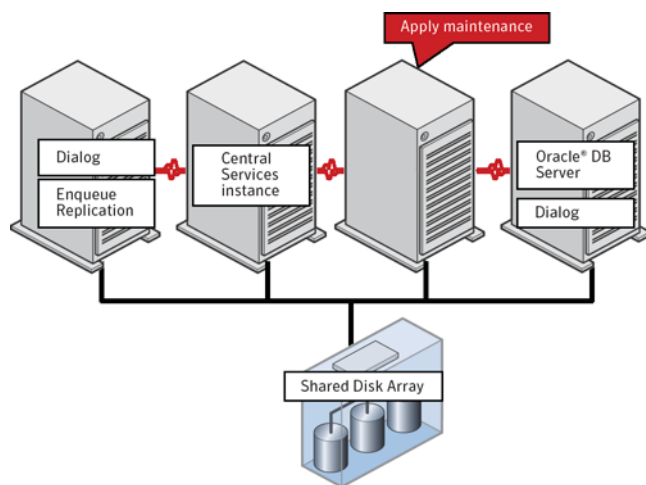 Apply maintenance
Dialog
Enqueue
Replication
Central
Services
instance
Oracle® DB
Server
Dialog
Shared Disk Array